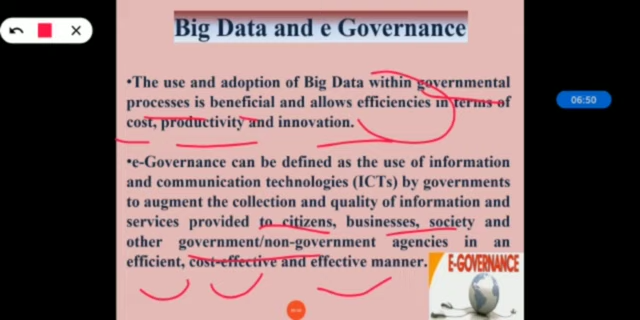 Big Data and e Governance
06:50
•The use and adoption of Big Data within governmental
processes is beneficial and allows efficiencies in terms of
cost, productivity and innovation.
•e-Governance can be defined as the use of information
and communication technologies (ICTs) by governments
to augment the collection and quality of information and
services provided to citizens, businesses, society and
other government/non-government agencies in an
efficient, cost-effective and effective manner.
E-GOVERNANCE